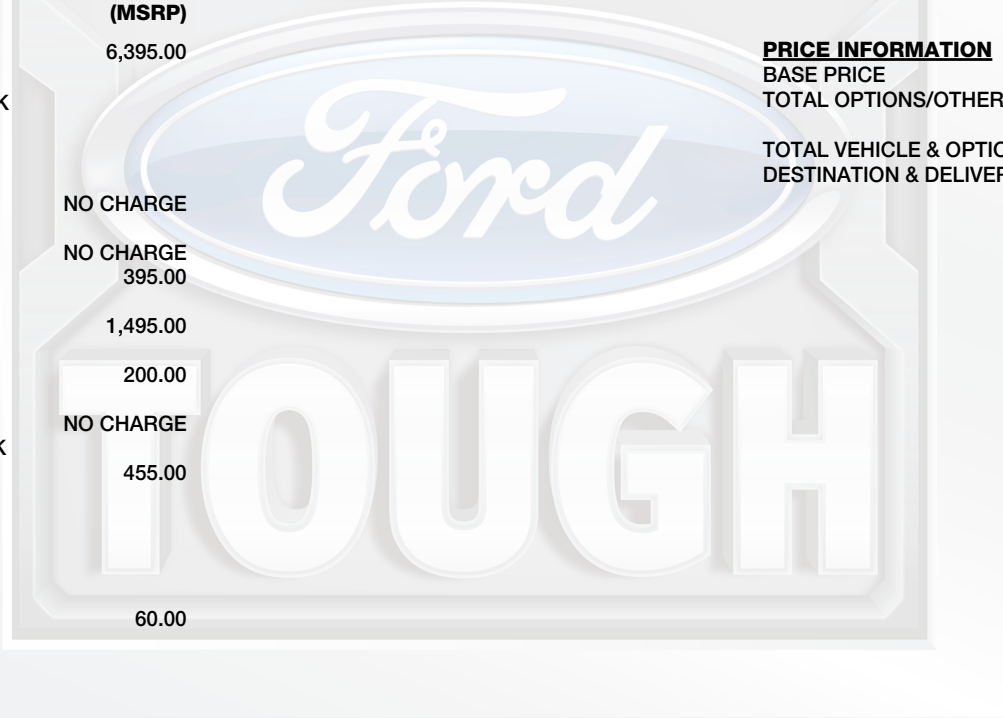 (MSRP)
6,395.00
K
NO CHARGE
NO CHARGE
395.00
1,495.00
200.00
NO CHARGE
K
455.00
60.00
PRICE INFORMATION
BASE PRICE
TOTAL OPTIONS/OTHER
TOTAL VEHICLE & OPTIO
DESTINATION & DELIVER
Ford
TOUGH